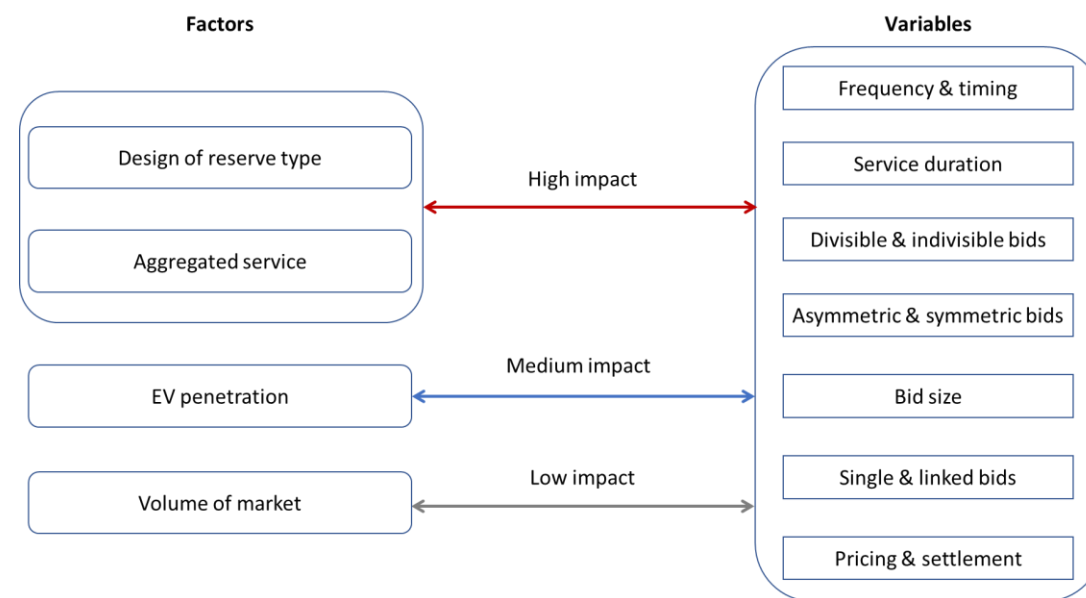 Factors
Variables
Design of reserve type
Aggregated service
EV penetration
Volume of market
High impact
Medium impact
Low impact
Frequency & timing
Service duration
Divisible & indivisible bids
Asymmetric & symmetric bids
Bid size
Single & linked bids
Pricing & settlement